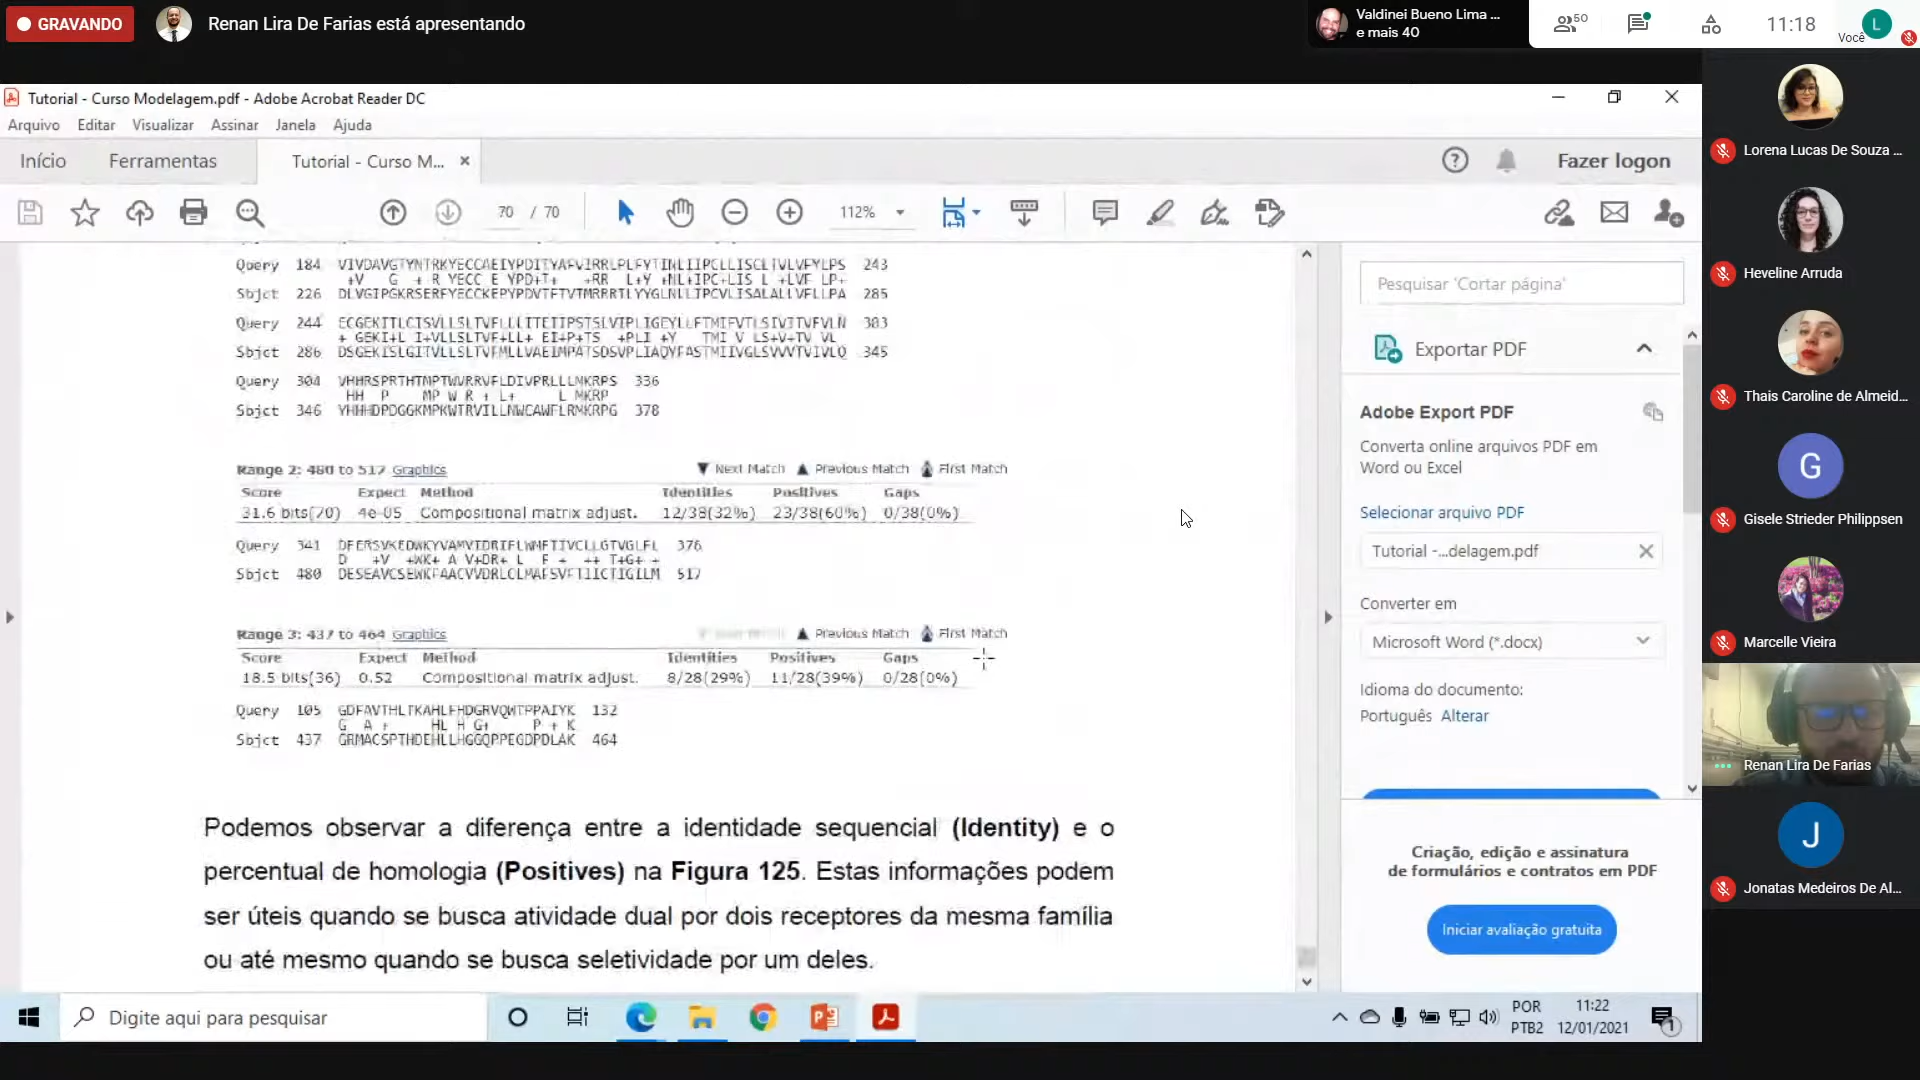 GRAVANDO
Renan Lira De Farias está apresentando
Valdinei Bueno Lima ...
e mais 40
50
11:18
Você
L
Tutorial - Curso Modelagem.pdf - Adobe Acrobat Reader DC
Arquivo Editar Visualizar Assinar Janela Ajuda
Início Ferramentas Tutorial - Curso M... ×
Fazer logon
70 / 70
112%
Query 184 243
Sbjct 226 285
Query 244
Sbjct 286 345
Query 304 336
Sbjct 346 378
Range 2: 480 to 517 Graphics Next Match Previous Match First Match
Score Expect Method Identities Positives Gaps
31.6 bits(70) 4e-05 Compositional matrix adjust. 12/38(32%) 23/38(60%) 0/38(0%)
Query 341 376
Sbjct 480 517
Range 3: 437 to 464 Graphics Previous Match First Match
Score Expect Method Identities Positives Gaps
18.5 bits(36) 0.52 Compositional matrix adjust. 8/28(29%) 11/28(39%) 0/28(0%)
Query 105 132
G A + HL H G+ P + K
Sbjct 437 464
Podemos observar a diferença entre a identidade sequencial (Identity) e o
percentual de homologia (Positives) na Figura 125. Estas informações podem
ser úteis quando se busca atividade dual por dois receptores da mesma família
ou até mesmo quando se busca seletividade por um deles.
Pesquisar 'Cortar página'
Exportar PDF
Adobe Export PDF
Converta online arquivos PDF em
Word ou Excel
Selecionar arquivo PDF
Tutorial -...delagem.pdf
Converter em
Microsoft Word (*.docx)
Idioma do documento:
Português Alterar
Criação, edição e assinatura
de formulários e contratos em PDF
Iniciar avaliação gratuita
Lorena Lucas De Souza ...
Heveline Arruda
Thais Caroline de Almeid...
G
Gisele Strieder Philippsen
Marcelle Vieira
Renan Lira De Farias
J
Jonatas Medeiros De Al...
Digite aqui para pesquisar
POR
PTB2
11:22
12/01/2021
1